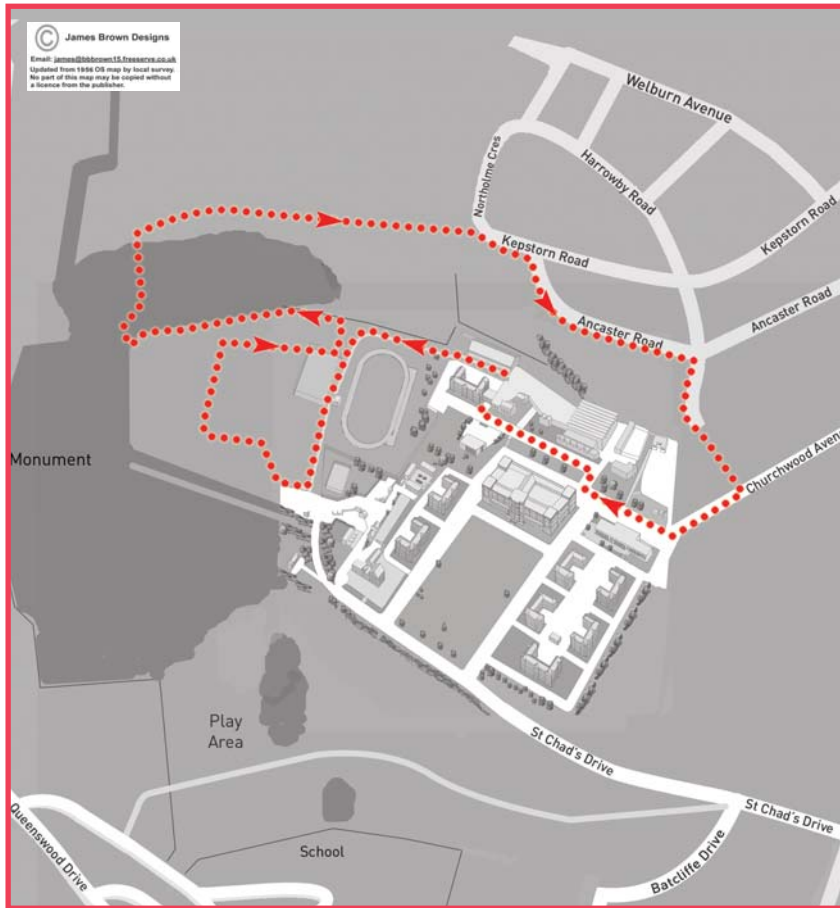 © James Brown Designs
Email: james@bbbrown15.freeserve.co.uk
Updated from 1956 OS map by local survey.
No part of this map may be copied without
a licence from the publisher.
Welburn Avenue
Northolme Cres
Harrowby Road
Kepstorn Road
Kepstorn Road
Ancaster Road
Ancaster Road
Churchwood Aven
Monument
Play
Area
St Chad's Drive
St Chad's Drive
Queenswood Drive
School
Batcliffe Drive